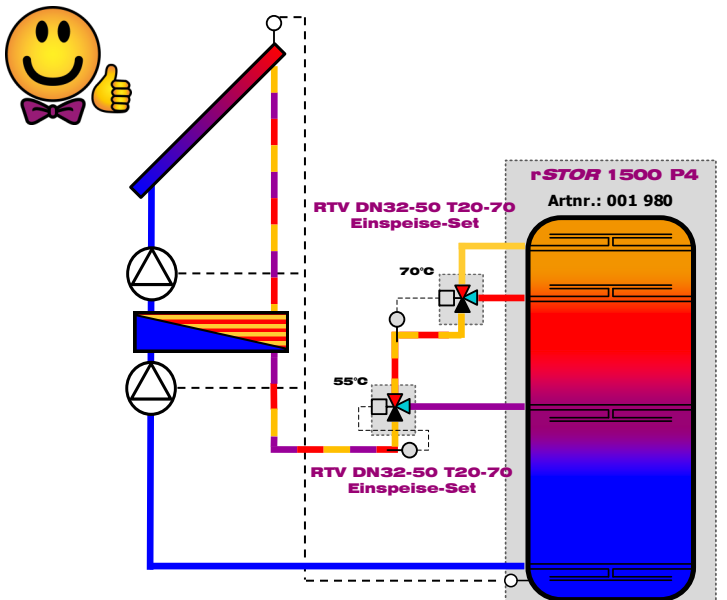 rSTOR 1500 P4
Artnr.: 001 980
RTV DN32-50 T20-70
Einspeise-Set
70°C
55°C
RTV DN32-50 T20-70
Einspeise-Set